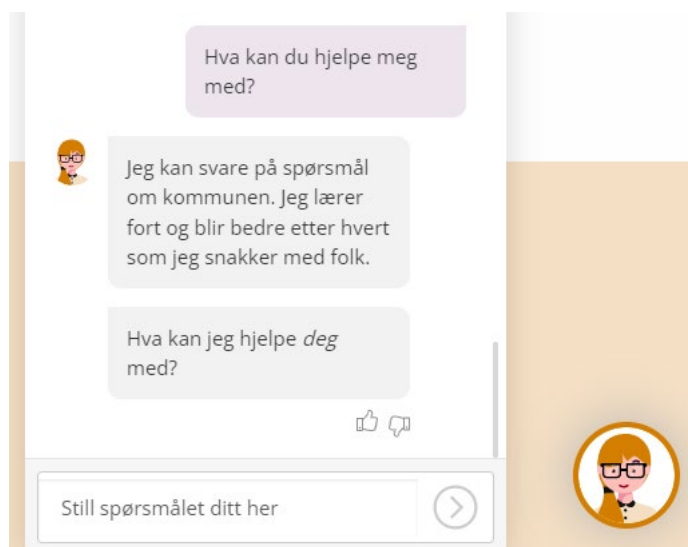 Hva kan du hjelpe meg
med?
Jeg kan svare på spørsmål
om kommunen. Jeg lærer
fort og blir bedre etter hvert
som jeg snakker med folk.
Hva kan jeg hjelpe deg
med?
Still spørsmålet ditt her